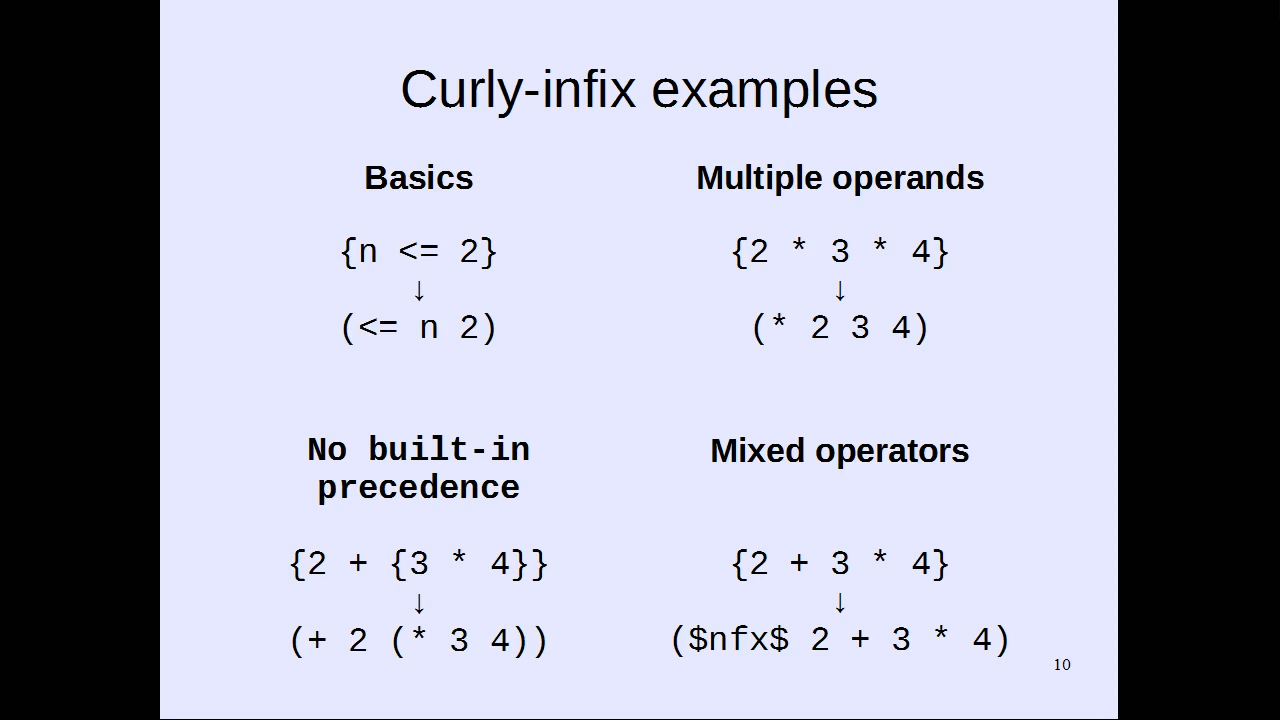 Curly-infix examples
Basics
{n <= 2}
↓
(<= n 2)
Multiple operands
{2 * 3 * 4}
↓
(* 2 3 4)
No built-in
precedence
{2 + {3 * 4}}
↓
(+ 2 (* 3 4))
Mixed operators
{2 + 3 * 4}
↓
($nfx$ 2 + 3 * 4)
10